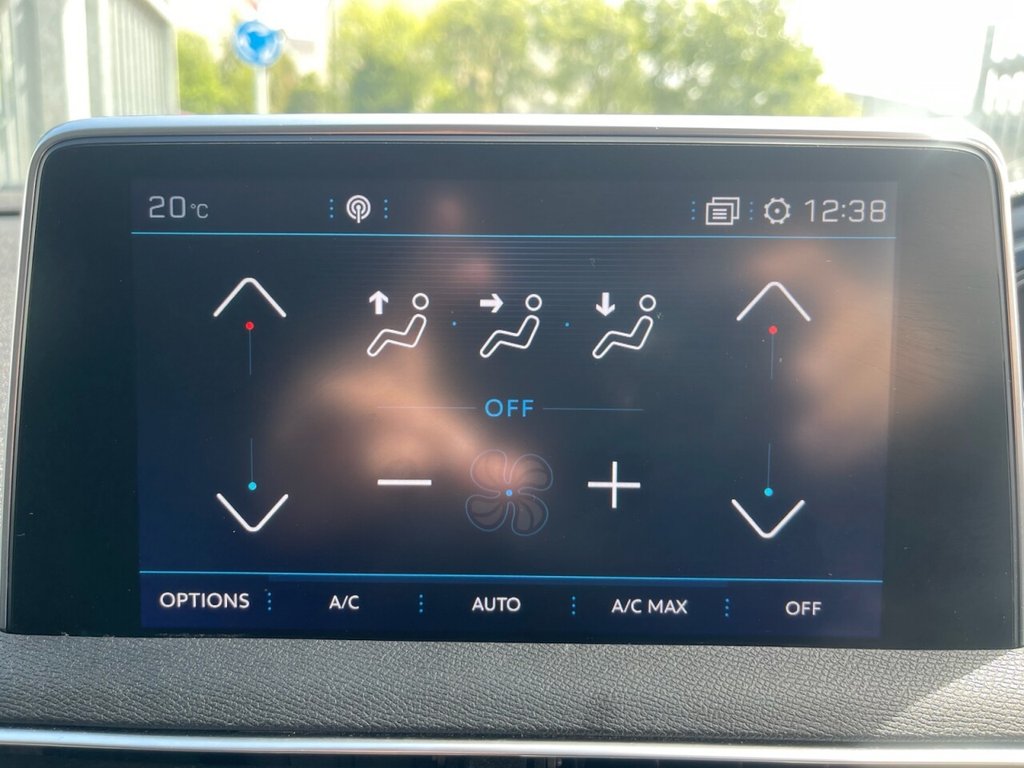 20°C 12:38
OFF
OPTIONS A/C AUTO A/C MAX OFF